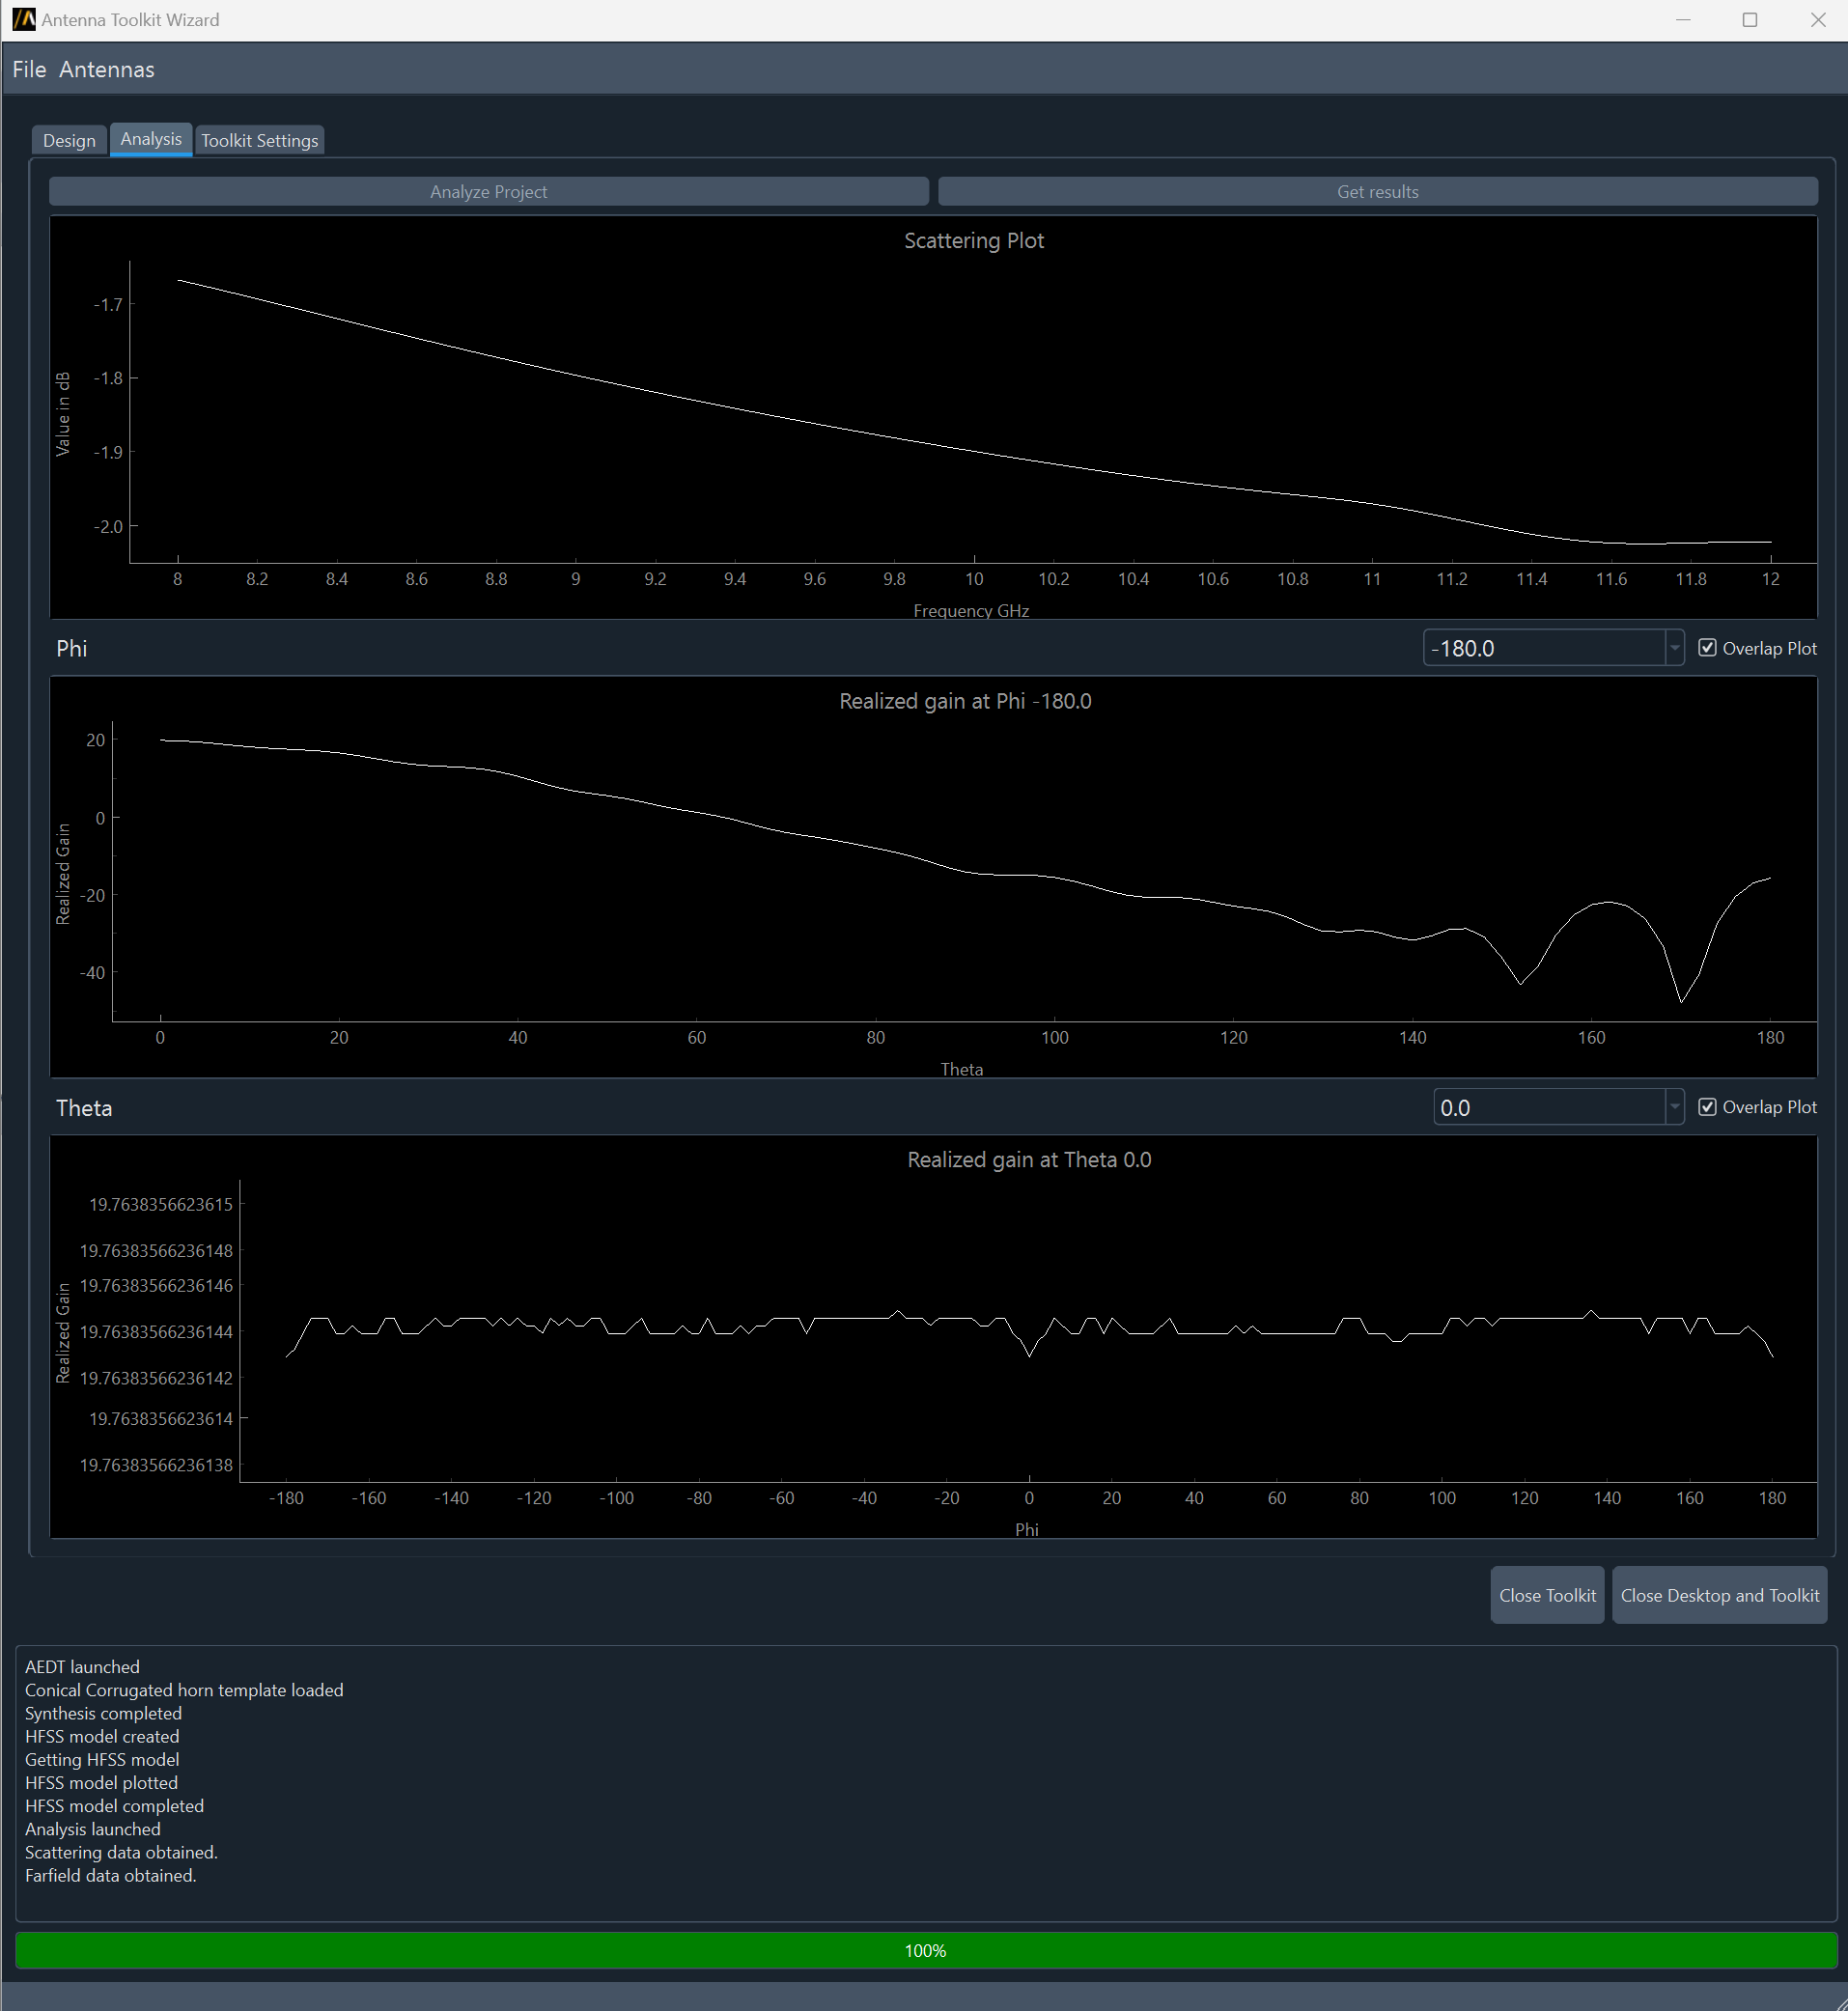 Antenna Toolkit Wizard
File Antennas
Design Analysis Toolkit Settings
Analyze Project Get results
Scattering Plot
-1.7
-1.8
-1.9
-2.0
Value in dB
8 8.2 8.4 8.6 8.8 9 9.2 9.4 9.6 9.8 10 10.2 10.4 10.6 10.8 11 11.2 11.4 11.6 11.8 12
Frequency GHz
Phi -180.0 Overlap Plot
Realized gain at Phi -180.0
20
0
-20
-40
Realized Gain
0 20 40 60 80 100 120 140 160 180
Theta
Theta 0.0 Overlap Plot
Realized gain at Theta 0.0
19.7638356623615
19.76383566236148
19.76383566236146
19.76383566236144
19.76383566236142
19.7638356623614
19.76383566236138
Realized Gain
-180 -160 -140 -120 -100 -80 -60 -40 -20 0 20 40 60 80 100 120 140 160 180
Phi
Close Toolkit Close Desktop and Toolkit
AEDT launched
Conical Corrugated horn template loaded
Synthesis completed
HFSS model created
Getting HFSS model
HFSS model plotted
HFSS model completed
Analysis launched
Scattering data obtained.
Farfield data obtained.
100%